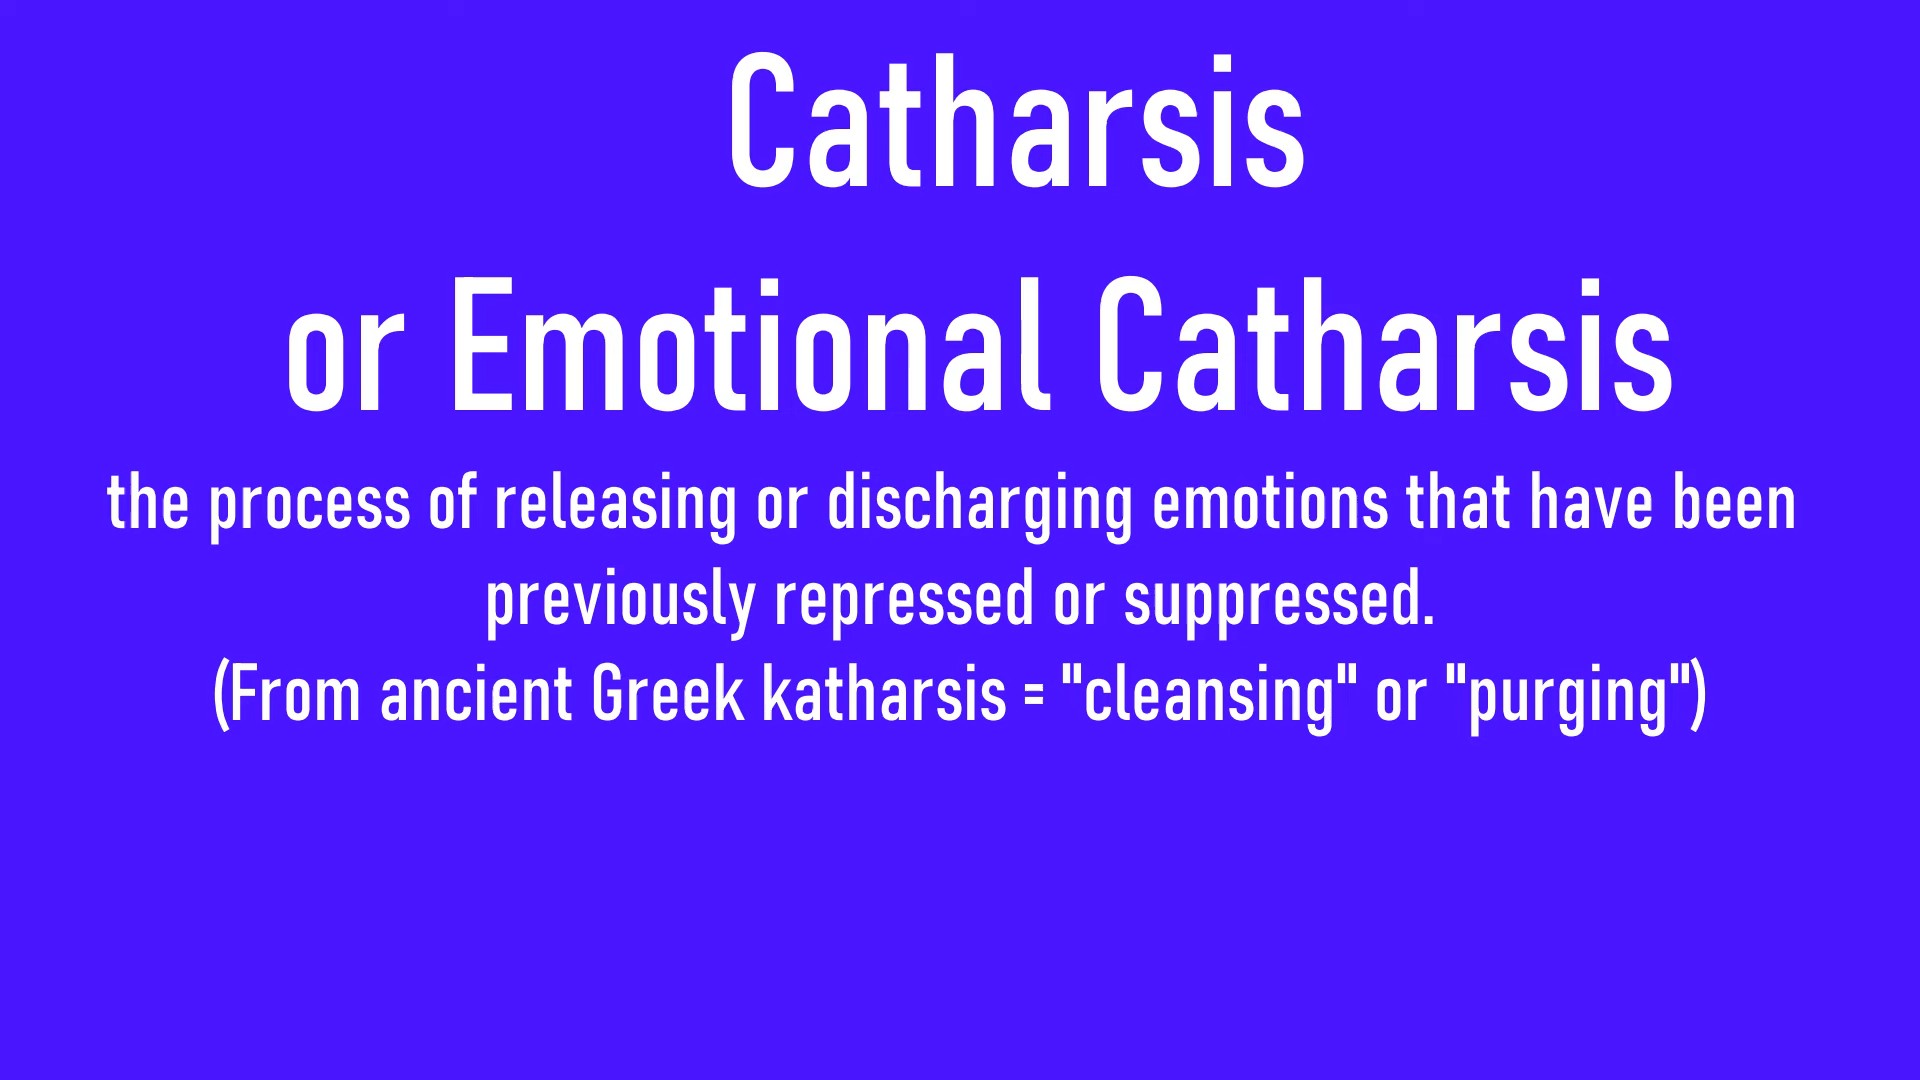 Catharsis
or Emotional Catharsis
the process of releasing or discharging emotions that have been
previously repressed or suppressed.
(From ancient Greek katharsis = "cleansing" or "purging")